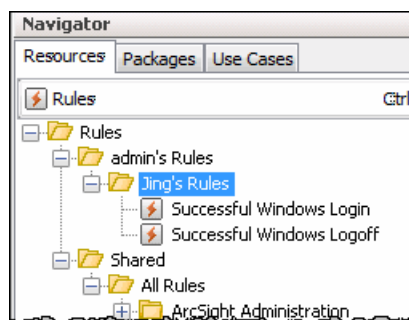 Navigator
Resources Packages Use Cases
Rules Ctrl
Rules
admin's Rules
Jing's Rules
Successful Windows Login
Successful Windows Logoff
Shared
All Rules
ArcSight Administration